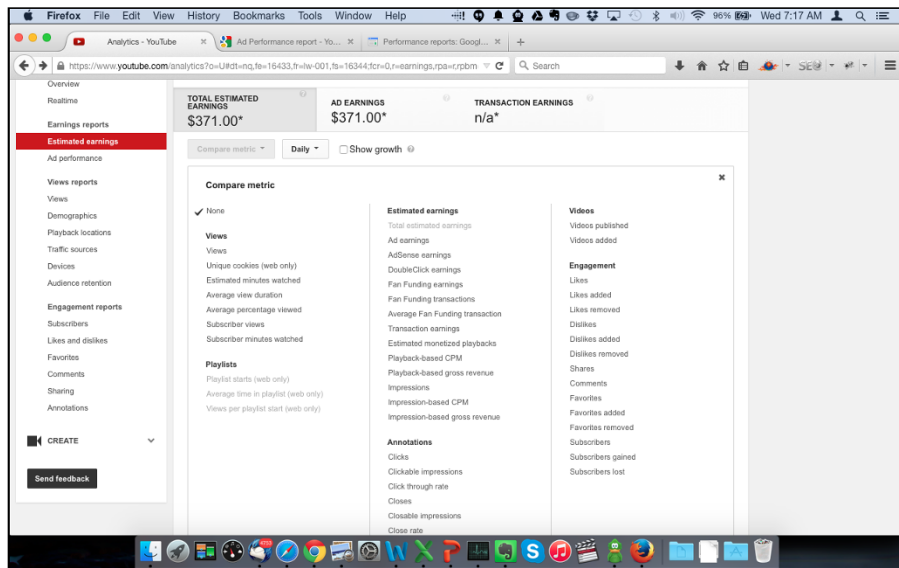 Firefox File Edit View History Bookmarks Tools Window Help 96% Wed 7:17 AM
Analytics - YouTube
Ad Performance report - Yo...
Performance reports: Googl...
https://www.youtube.com/analytics?o=U#dt=nq,fe=16433,fr=lw-001,fs=16344;fcr=0,r=earnings,rpa=r,rpbm
Search
Overview
Realtime
Earnings reports
Estimated earnings
Ad performance
Views reports
Views
Demographics
Playback locations
Traffic sources
Devices
Audience retention
Engagement reports
Subscribers
Likes and dislikes
Favorites
Comments
Sharing
Annotations
CREATE
Send feedback
TOTAL ESTIMATED
EARNINGS
$371.00*
AD EARNINGS
$371.00*
TRANSACTION EARNINGS
n/a*
Compare metric
Daily
Show growth
Compare metric
None
Views
Views
Unique cookies (web only)
Estimated minutes watched
Average view duration
Average percentage viewed
Subscriber views
Subscriber minutes watched
Playlists
Playlist starts (web only)
Average time in playlist (web only)
Views per playlist start (web only)
Estimated earnings
Total estimated earnings
Ad earnings
AdSense earnings
DoubleClick earnings
Fan Funding earnings
Fan Funding transactions
Average Fan Funding transaction
Transaction earnings
Estimated monetized playbacks
Playback-based CPM
Playback-based gross revenue
Impressions
Impression-based CPM
Impression-based gross revenue
Annotations
Clicks
Clickable impressions
Click through rate
Closes
Closable impressions
Close rate
Videos
Videos published
Videos added
Engagement
Likes
Likes added
Likes removed
Dislikes
Dislikes added
Dislikes removed
Shares
Comments
Favorites
Favorites added
Favorites removed
Subscribers
Subscribers gained
Subscribers lost